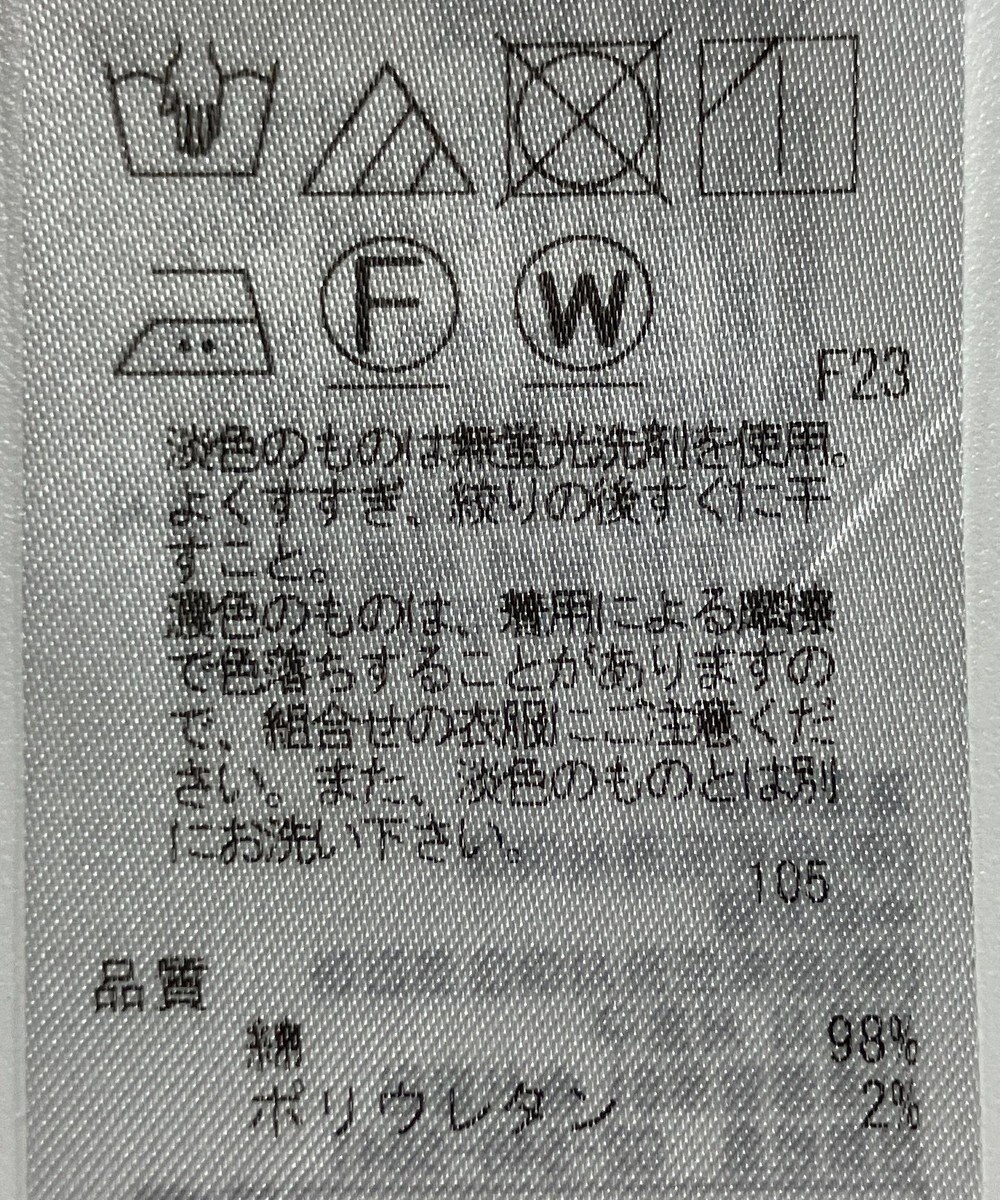 F
W
F23
淡色のものは無蛍光洗剤を使用。
よくすすぎ、絞りの後すぐに干
すこと。
濃色のものは、着用による摩擦
で色落ちすることがありますの
で、組合せの衣服にご注意くだ
さい。また、淡色のものとは別
にお洗い下さい。
105
品質
綿 98%
ポリウレタン 2%